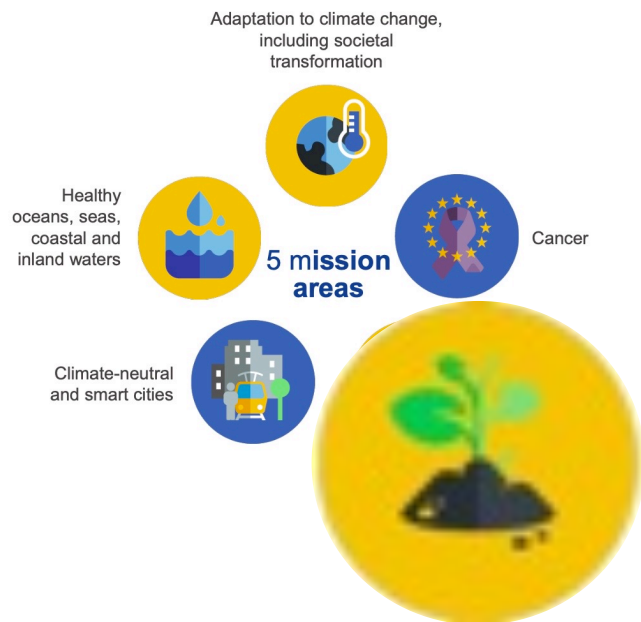 Adaptation to climate change,
including societal
transformation
Healthy
oceans, seas,
coastal and
inland waters
Cancer
5 mission
areas
Climate-neutral
and smart cities